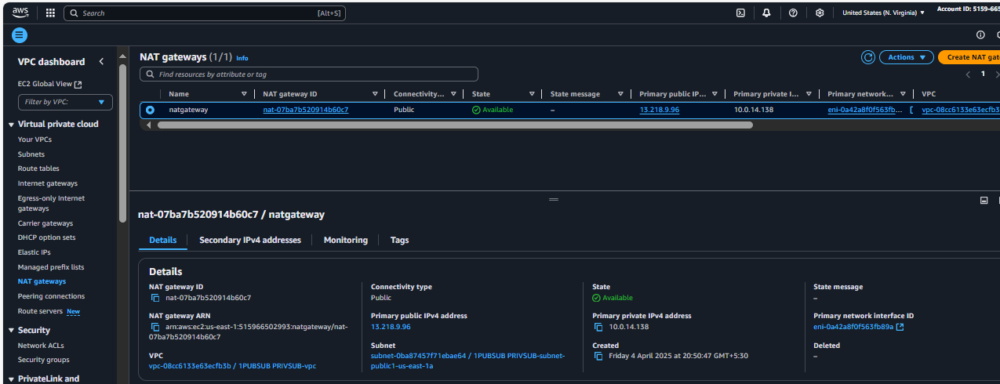 aws
Search [Alt+S]
United States (N. Virginia)
Account ID: 5159-665
VPC dashboard
EC2 Global View
Filter by VPC:
Virtual private cloud
Your VPCs
Subnets
Route tables
Internet gateways
Egress-only Internet
gateways
Carrier gateways
DHCP option sets
Elastic IPs
Managed prefix lists
NAT gateways
Peering connections
Route servers New
Security
Network ACLs
Security groups
PrivateLink and
NAT gateways (1/1) Info
Actions
Create NAT gat
Find resources by attribute or tag
1
Name NAT gateway ID Connectivity... State State message Primary public IP... Primary private I... Primary network... VPC
natgateway nat-07ba7b520914b60c7 Public Available – 13.218.9.96 10.0.14.138 eni-0a42a8f0f563fb... vpc-08cc6133e63ecfb3
nat-07ba7b520914b60c7 / natgateway
Details Secondary IPv4 addresses Monitoring Tags
Details
NAT gateway ID
nat-07ba7b520914b60c7
NAT gateway ARN
arn:aws:ec2:us-east-1:515966502993:natgateway/nat-
07ba7b520914b60c7
VPC
vpc-08cc6133e63ecfb3b / 1PUBSUB PRIVSUB-vpc
Connectivity type
Public
Primary public IPv4 address
13.218.9.96
Subnet
subnet-0ba87457f71ebae64 / 1PUBSUB PRIVSUB-subnet-
public1-us-east-1a
State
Available
Primary private IPv4 address
10.0.14.138
Created
Friday 4 April 2025 at 20:50:47 GMT+5:30
State message
–
Primary network interface ID
eni-0a42a8f0f563fb89a
Deleted
–